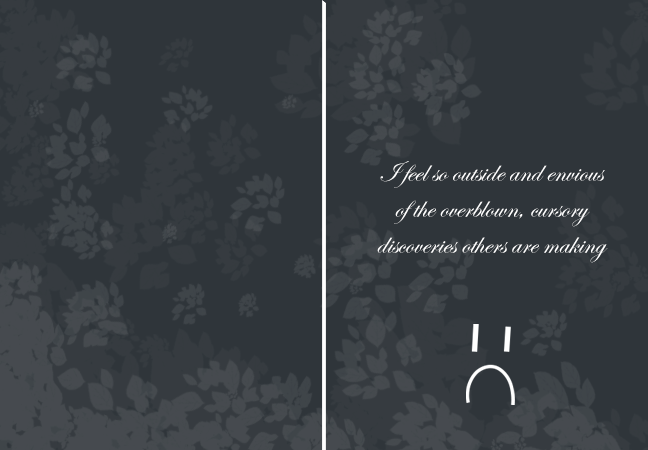 I feel so outside and envious
of the overblown, cursory
discoveries others are making